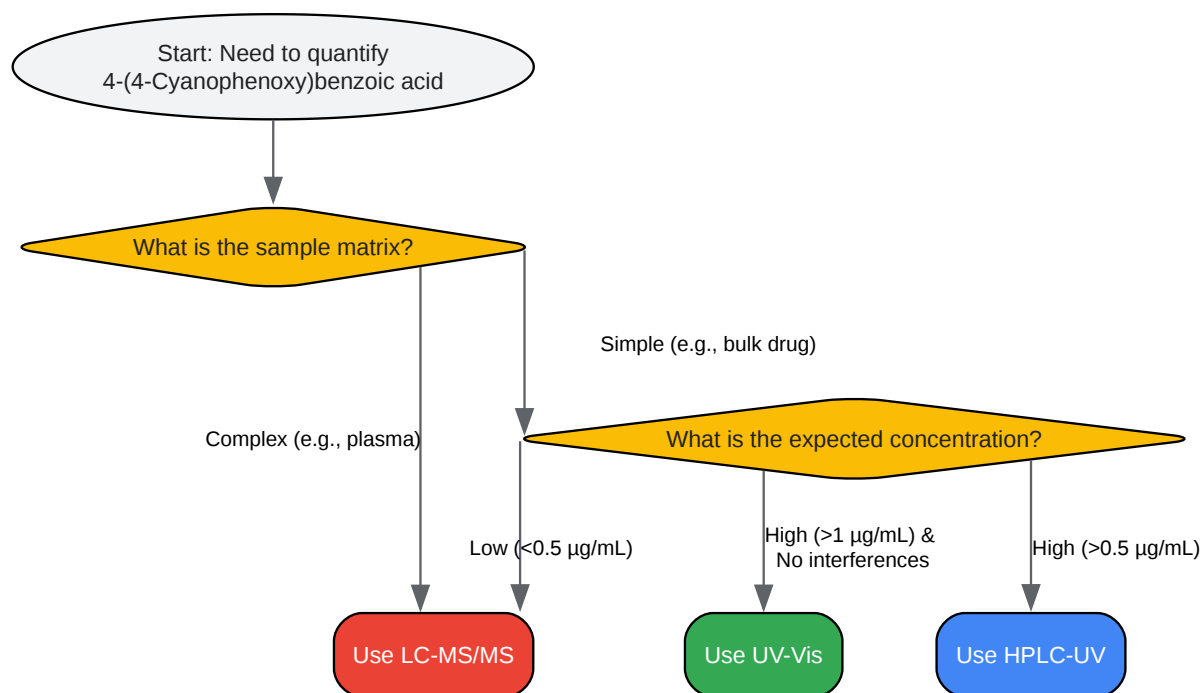 Start: Need to quantify
4-(4-Cyanophenoxy)benzoic acid
What is the sample matrix?
Simple (e.g., bulk drug)
Complex (e.g., plasma)
What is the expected concentration?
Low (<0.5 µg/mL)
High (>1 µg/mL) &
No interferences
High (>0.5 µg/mL)
Use LC-MS/MS
Use UV-Vis
Use HPLC-UV